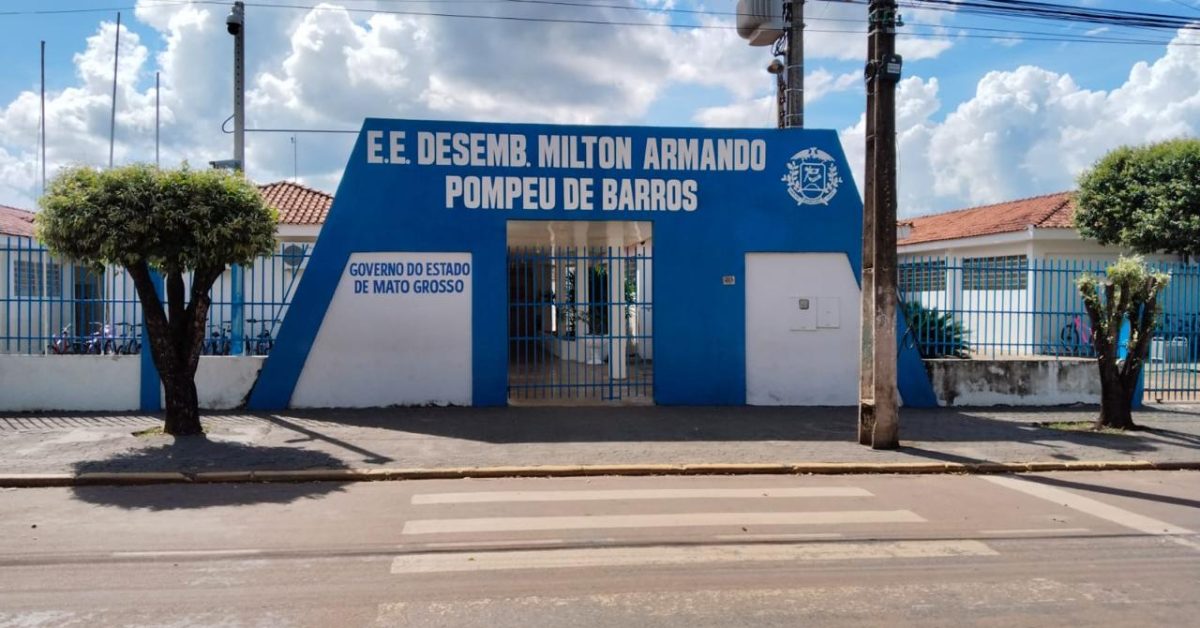 E.E. DESEMB. MILTON ARMANDO
POMPEU DE BARROS
GOVERNO DO ESTADO
DE MATO GROSSO